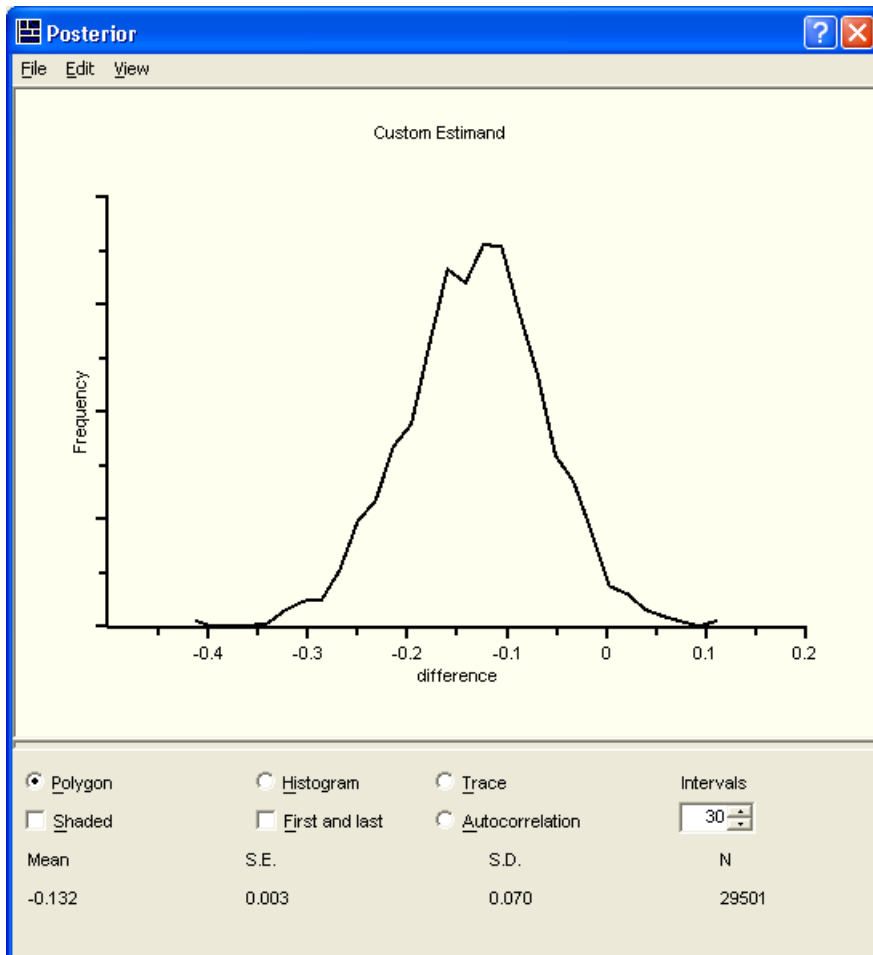 Posterior
File Edit View
Custom Estimand
Frequency
-0.4 -0.3 -0.2 -0.1 0 0.1 0.2
difference
Polygon Histogram Trace Intervals
Shaded First and last Autocorrelation 30
Mean S.E. S.D. N
-0.132 0.003 0.070 29501